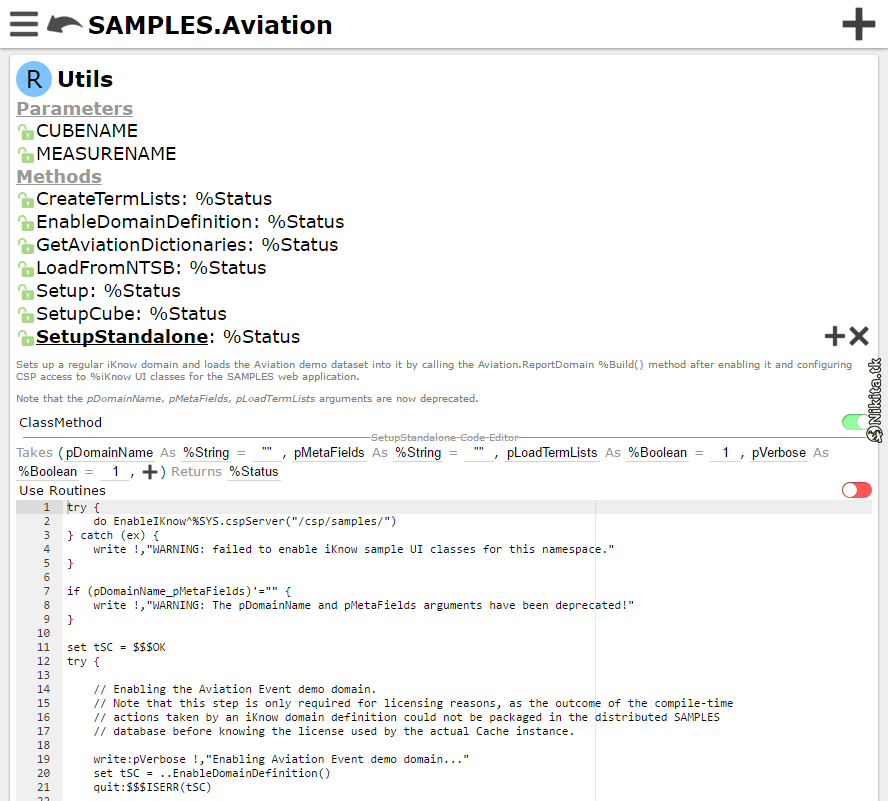 SAMPLES.Aviation
R Utils
Parameters
CUBENAME
MEASURENAME
Methods
CreateTermLists: %Status
EnableDomainDefinition: %Status
GetAviationDictionaries: %Status
LoadFromNTSB: %Status
Setup: %Status
SetupCube: %Status
SetupStandalone: %Status
Sets up a regular iKnow domain and loads the Aviation demo dataset into it by calling the Aviation.ReportDomain %Build() method after enabling it and configuring
CSP access to %iKnow UI classes for the SAMPLES web application.
Note that the pDomainName, pMetaFields, pLoadTermLists arguments are now deprecated.
ClassMethod
SetupStandalone Code Editor
Takes (pDomainName As %String = "" , pMetaFields As %String = "" , pLoadTermLists As %Boolean = 1 , pVerbose As
%Boolean = 1 , +) Returns %Status
Use Routines
1 try {
2 do EnableIKnow^%SYS.cspServer("/csp/samples/")
3 } catch (ex) {
4 write !,"WARNING: failed to enable iKnow sample UI classes for this namespace."
5 }
6
7 if (pDomainName_pMetaFields)'="" {
8 write !,"WARNING: The pDomainName and pMetaFields arguments have been deprecated!"
9 }
10
11 set tSC = $$$OK
12 try {
13
14 // Enabling the Aviation Event demo domain.
15 // Note that this step is only required for licensing reasons, as the outcome of the compile-time
16 // actions taken by an iKnow domain definition could not be packaged in the distributed SAMPLES
17 // database before knowing the license used by the actual Cache instance.
18
19 write:pVerbose !,"Enabling Aviation Event demo domain..."
20 set tSC = ..EnableDomainDefinition()
21 quit:$$$ISERR(tSC)
22
Nikita.tk